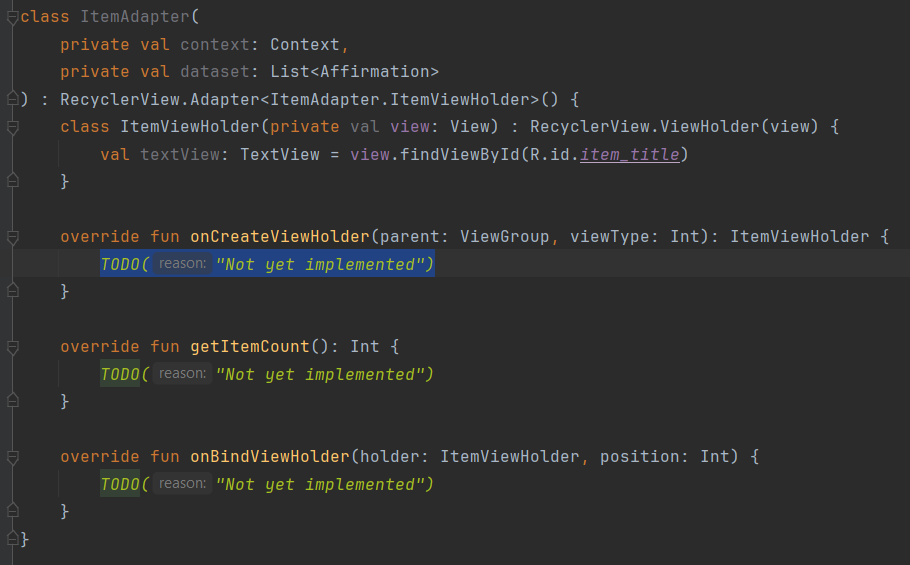 class ItemAdapter(
    private val context: Context,
    private val dataset: List<Affirmation>
) : RecyclerView.Adapter<ItemAdapter.ItemViewHolder>() {
    class ItemViewHolder(private val view: View) : RecyclerView.ViewHolder(view) {
        val textView: TextView = view.findViewById(R.id.item_title)
    }

    override fun onCreateViewHolder(parent: ViewGroup, viewType: Int): ItemViewHolder {
        TODO( reason: "Not yet implemented")
    }

    override fun getItemCount(): Int {
        TODO( reason: "Not yet implemented")
    }

    override fun onBindViewHolder(holder: ItemViewHolder, position: Int) {
        TODO( reason: "Not yet implemented")
    }
}